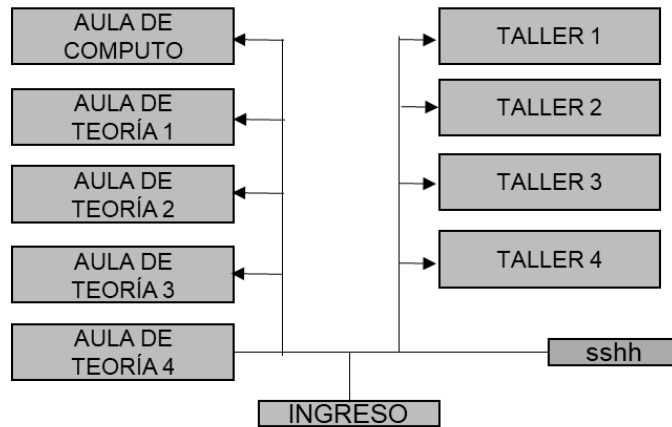 AULA DE
COMPUTO
AULA DE
TEORÍA 1
AULA DE
TEORÍA 2
AULA DE
TEORÍA 3
AULA DE
TEORÍA 4
TALLER 1
TALLER 2
TALLER 3
TALLER 4
sshh
INGRESO